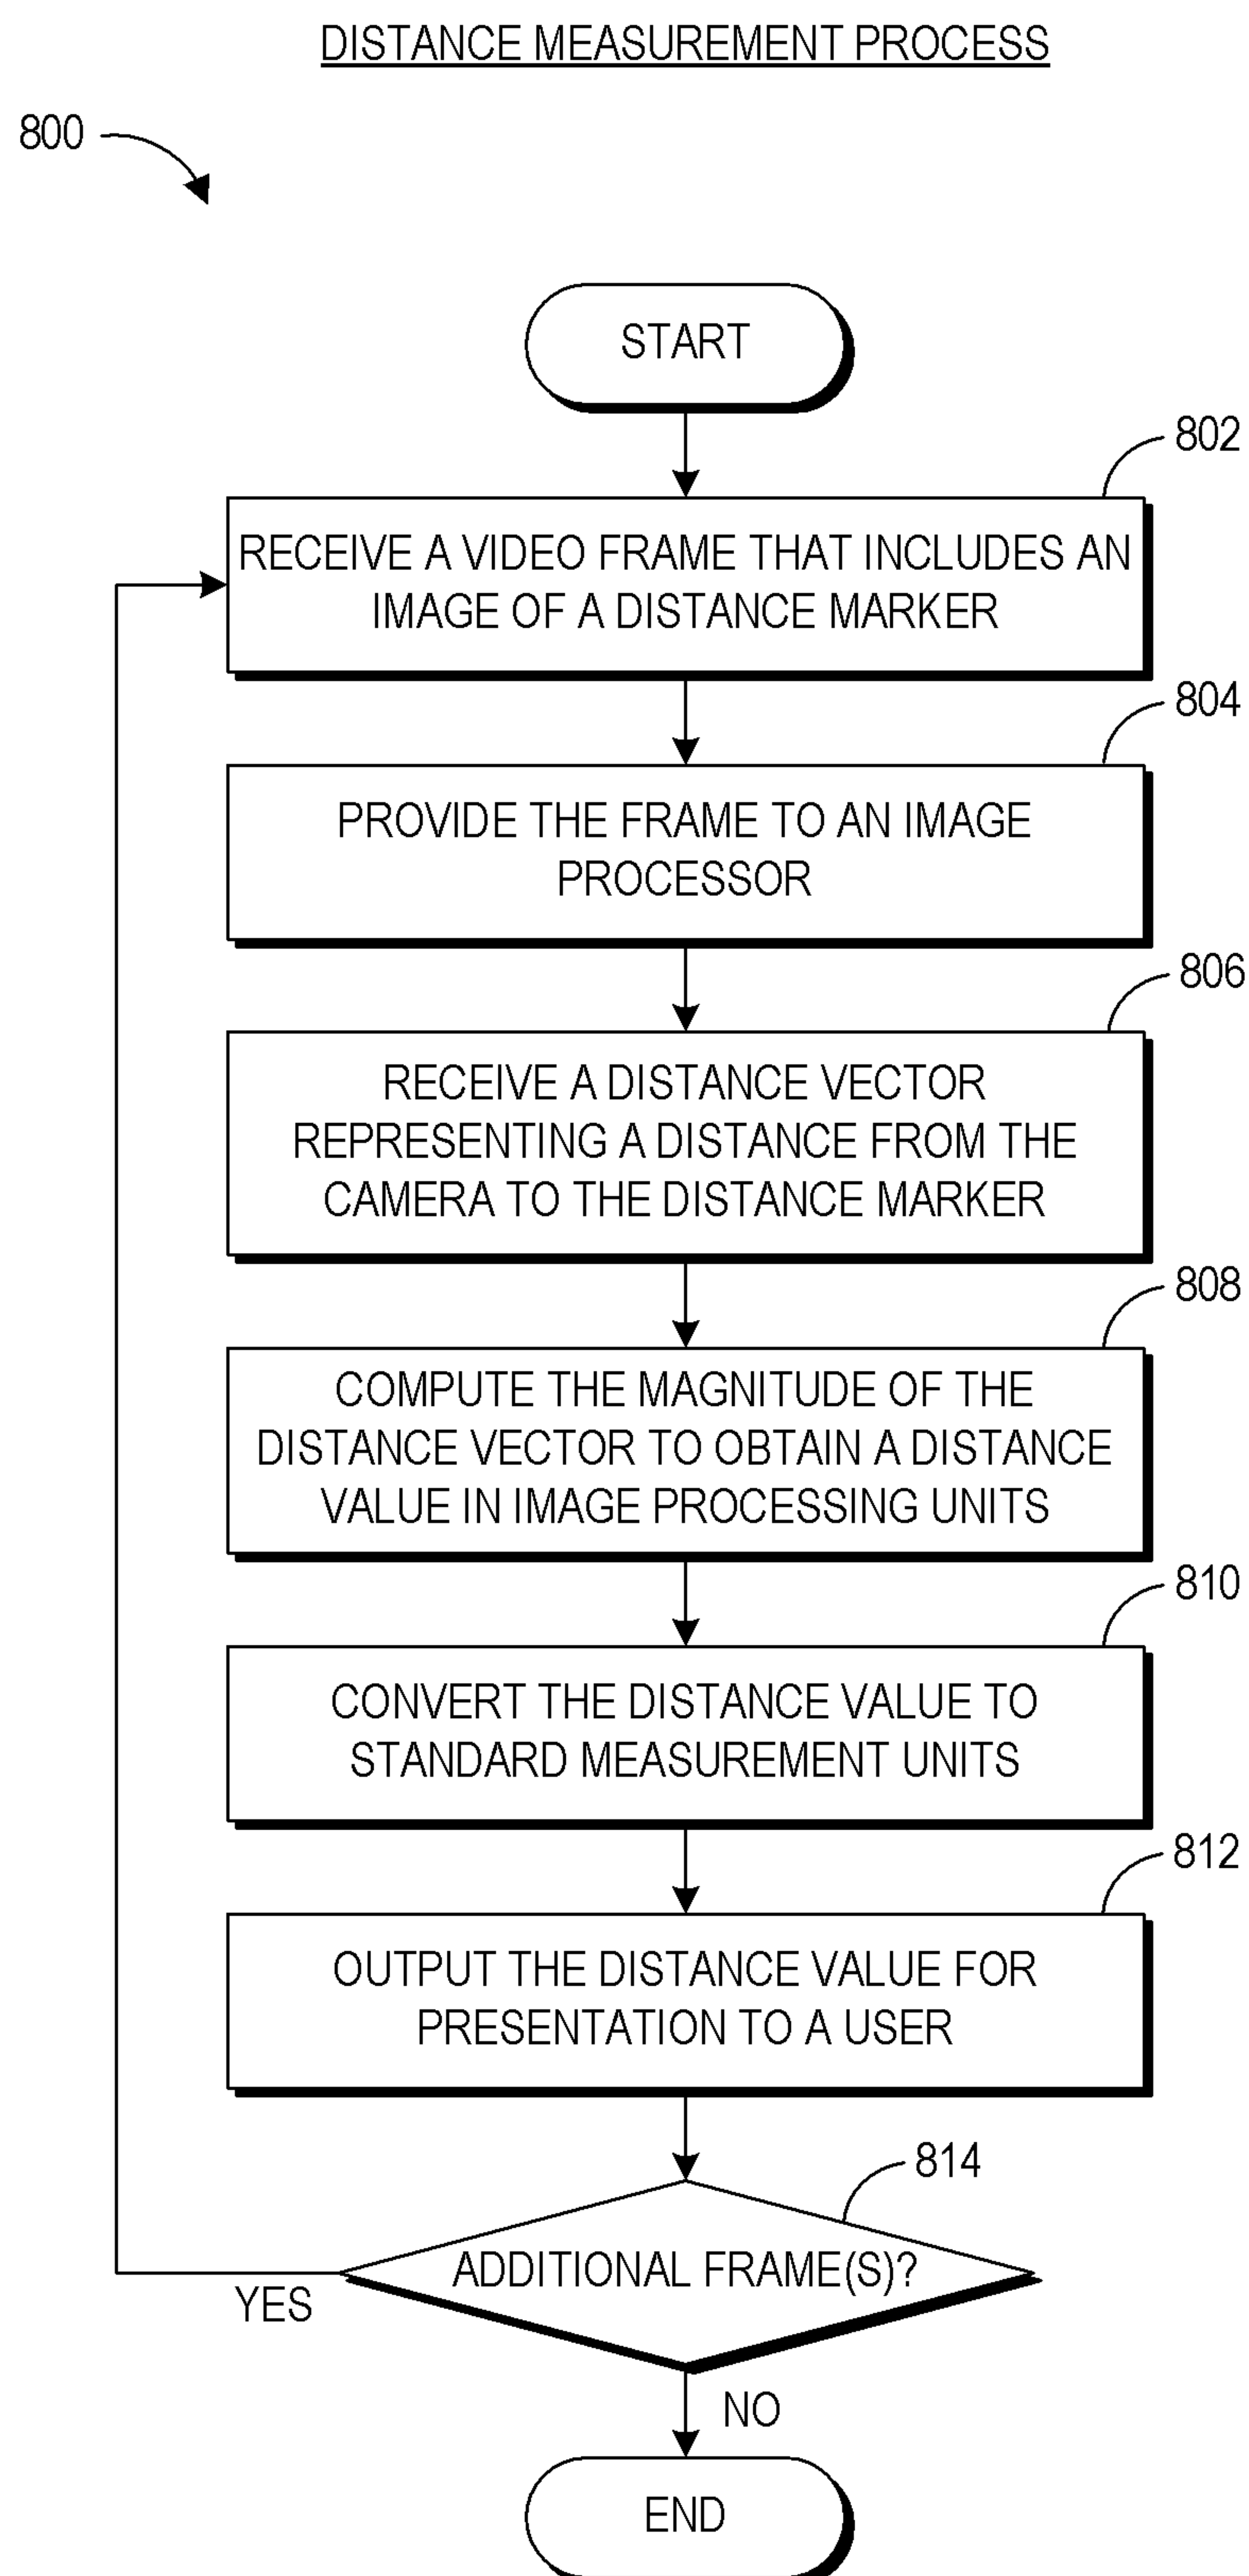 DISTANCE MEASUREMENT PROCESS
800
START
802
RECEIVE A VIDEO FRAME THAT INCLUDES AN
IMAGE OF A DISTANCE MARKER
804
PROVIDE THE FRAME TO AN IMAGE
PROCESSOR
806
RECEIVE A DISTANCE VECTOR
REPRESENTING A DISTANCE FROM THE
CAMERA TO THE DISTANCE MARKER
808
COMPUTE THE MAGNITUDE OF THE
DISTANCE VECTOR TO OBTAIN A DISTANCE
VALUE IN IMAGE PROCESSING UNITS
810
CONVERT THE DISTANCE VALUE TO
STANDARD MEASUREMENT UNITS
812
OUTPUT THE DISTANCE VALUE FOR
PRESENTATION TO A USER
814
ADDITIONAL FRAME(S)?
YES
NO
END